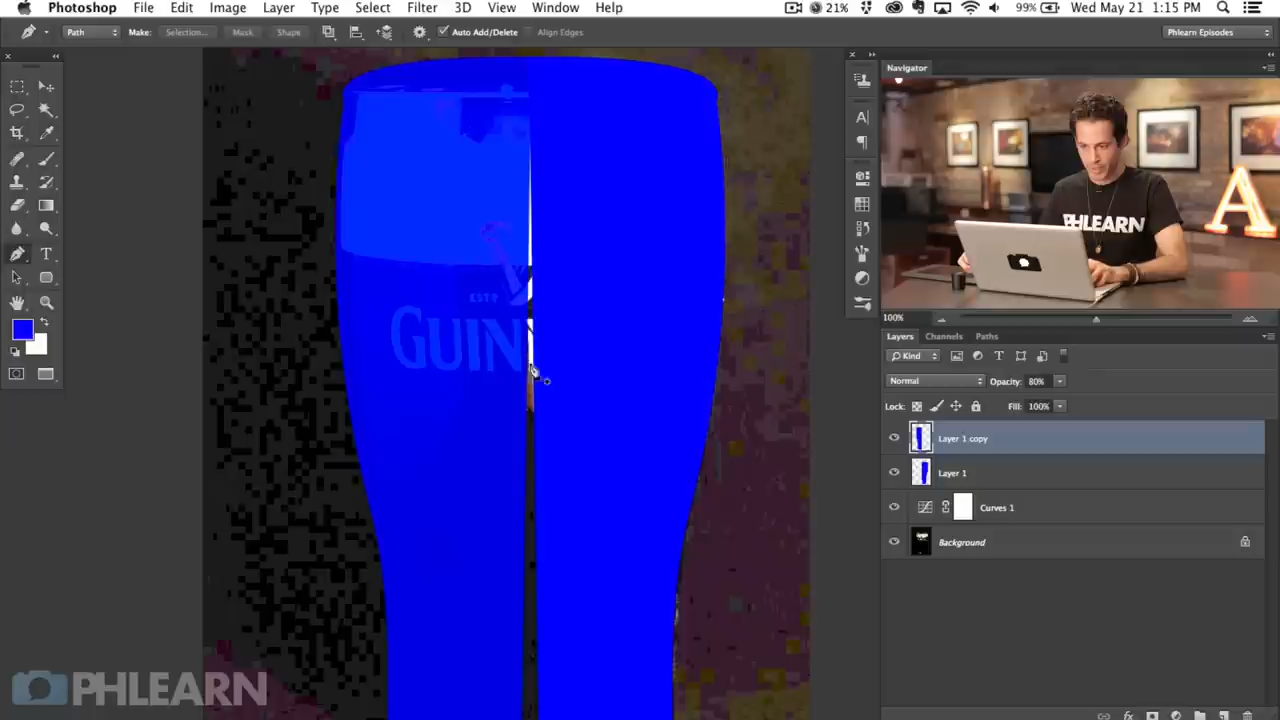 Photoshop File Edit Image Layer Type Select Filter 3D View Window Help 21% 99% Wed May 21 1:15 PM
Path Make: Selection... Mask Shape Auto Add/Delete Align Edges Phlearn Episodes
Navigator
A
PHLEARN
ESTD
GUIN
100%
Layers Channels Paths
Kind
Normal Opacity: 80%
Lock: Fill: 100%
Layer 1 copy
Layer 1
Curves 1
Background
PHLEARN